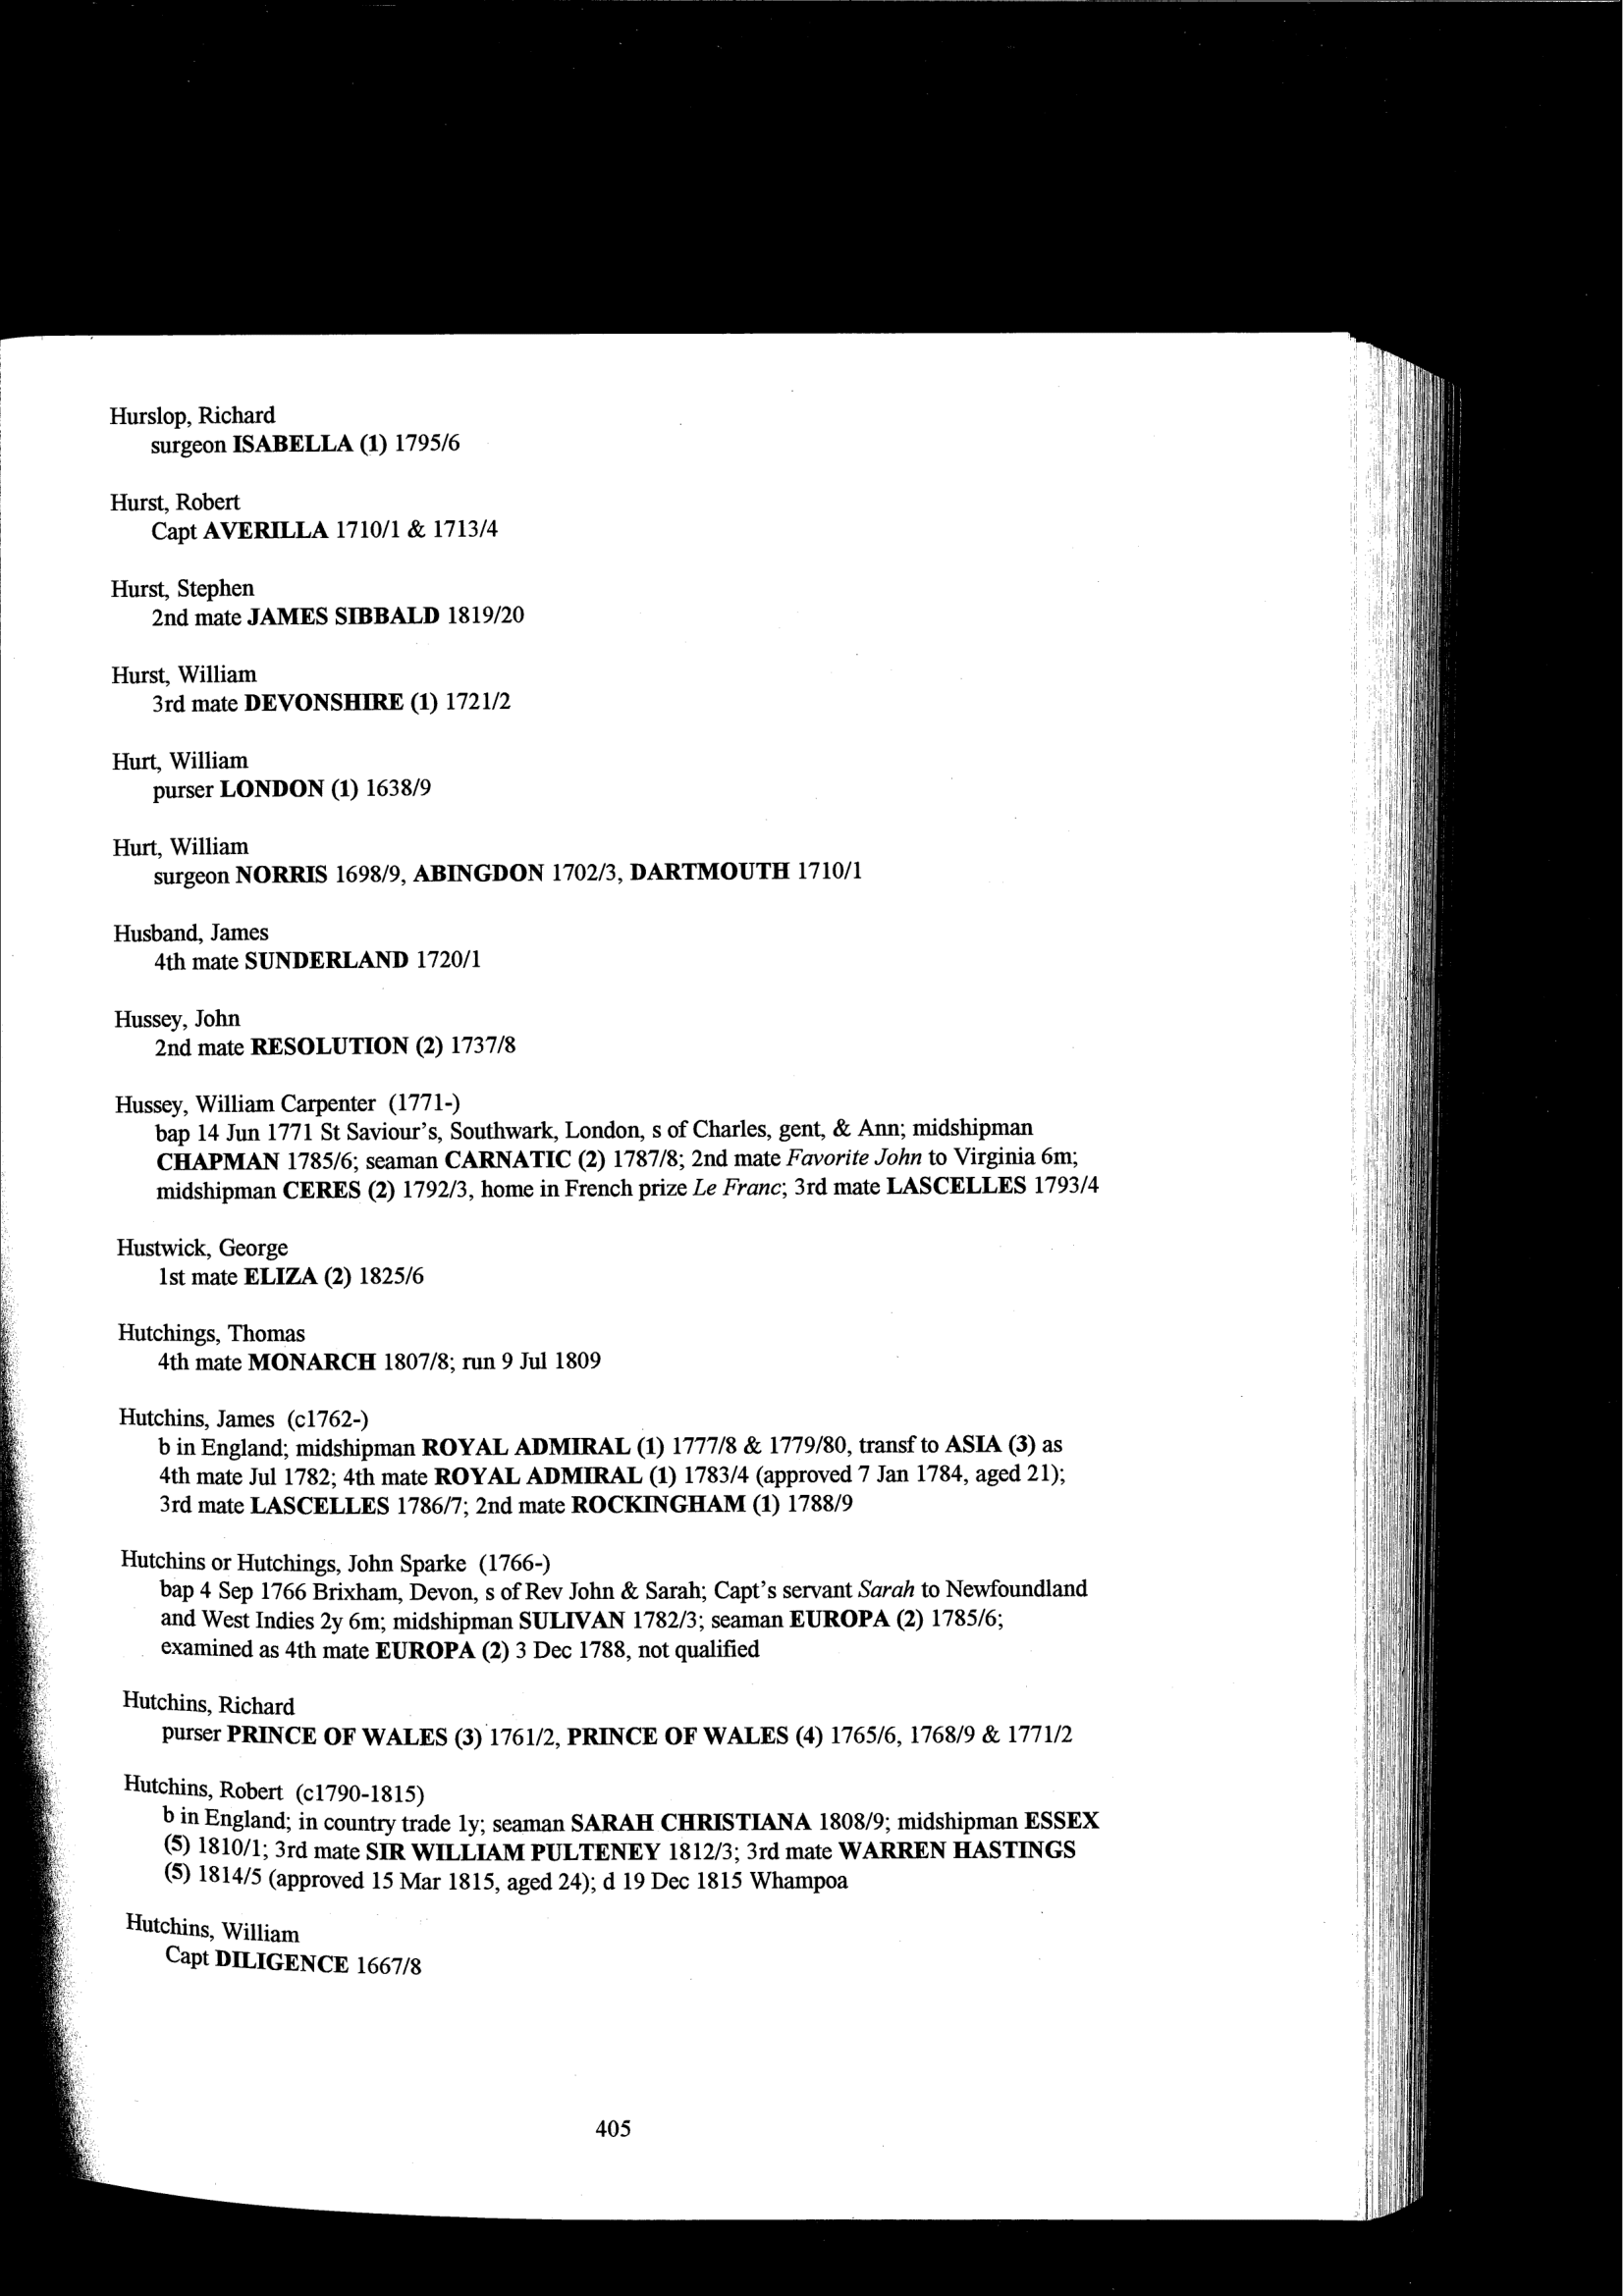 Hurslop, Richard
surgeon ISABELLA (1) 1795/6
Hurst, Robert
Capt AVERILLA 1710/1 & 1713/4
Hurst, Stephen
2nd mate JAMES SIBBALD 1819/20
Hurst, William
3rd mate DEVONSHIRE (1) 1721/2
Hurt, William
purser LONDON (1) 1638/9
Hurt, William
surgeon NORRIS 1698/9, ABINGDON 1702/3, DARTMOUTH 1710/1
Husband, James
4th mate SUNDERLAND 1720/1
Hussey, John
2nd mate RESOLUTION (2) 1737/8
Hussey, William Carpenter (1771-)
bap 14 Jun 1771 St Saviour's, Southwark, London, s of Charles, gent, & Ann; midshipman
CHAPMAN 1785/6; seaman CARNATIC (2) 1787/8; 2nd mate Favorite John to Virginia 6m;
midshipman CERES (2) 1792/3, home in French prize Le Franc; 3rd mate LASCELLES 1793/4
Hustwick, George
1st mate ELIZA (2) 1825/6
Hutchings, Thomas
4th mate MONARCH 1807/8; run 9 Jul 1809
Hutchins, James (c1762-)
b in England; midshipman ROYAL ADMIRAL (1) 1777/8 & 1779/80, transf to ASIA (3) as
4th mate Jul 1782; 4th mate ROYAL ADMIRAL (1) 1783/4 (approved 7 Jan 1784, aged 21);
3rd mate LASCELLES 1786/7; 2nd mate ROCKINGHAM (1) 1788/9
Hutchins or Hutchings, John Sparke (1766-)
bap 4 Sep 1766 Brixham, Devon, s of Rev John & Sarah; Capt's servant Sarah to Newfoundland
and West Indies 2y 6m; midshipman SULIVAN 1782/3; seaman EUROPA (2) 1785/6;
examined as 4th mate EUROPA (2) 3 Dec 1788, not qualified
Hutchins, Richard
purser PRINCE OF WALES (3) 1761/2, PRINCE OF WALES (4) 1765/6, 1768/9 & 1771/2
Hutchins, Robert (c1790-1815)
b in England; in country trade 1y; seaman SARAH CHRISTIANA 1808/9; midshipman ESSEX
(5) 1810/1; 3rd mate SIR WILLIAM PULTENEY 1812/3; 3rd mate WARREN HASTINGS
(5) 1814/5 (approved 15 Mar 1815, aged 24); d 19 Dec 1815 Whampoa
Hutchins, William
Capt DILIGENCE 1667/8
405